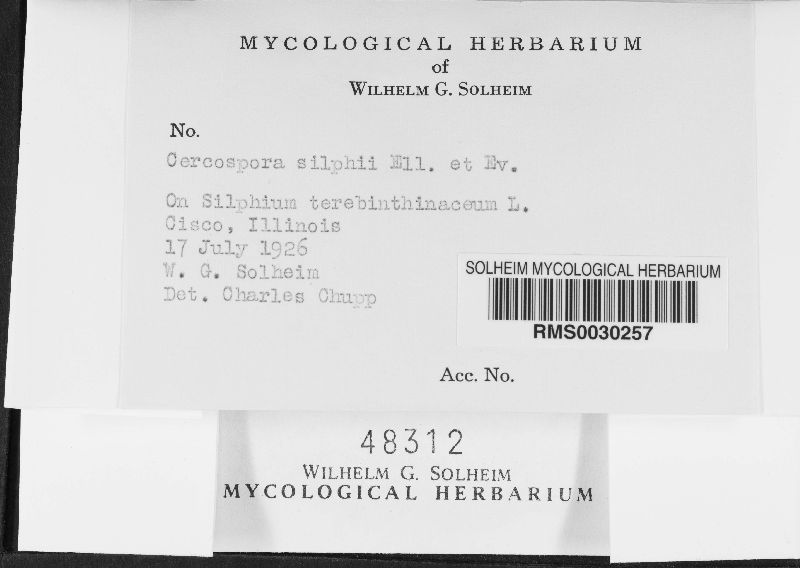 MYCOLOGICAL HERBARIUM
of
WILHELM G. SOLHEIM
No.
Cercospora silphii Ell. et Ev.
On Silphium terebinthinaceum L.
Cisco, Illinois
17 July 1926
W. G. Solheim
Det. Charles Chupp
SOLHEIM MYCOLOGICAL HERBARIUM
RMS0030257
Acc. No.
48312
WILHELM G. SOLHEIM
MYCOLOGICAL HERBARIUM